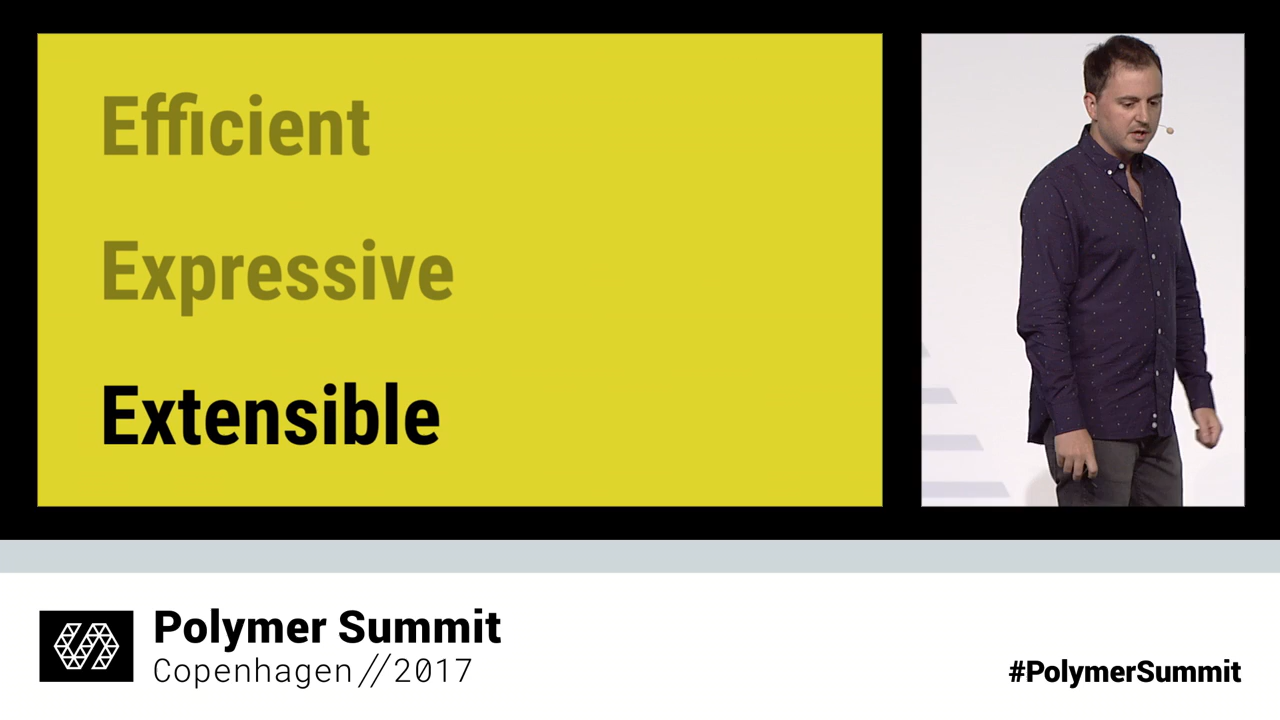 Efficient
Expressive
Extensible
Polymer Summit
Copenhagen//2017
#PolymerSummit